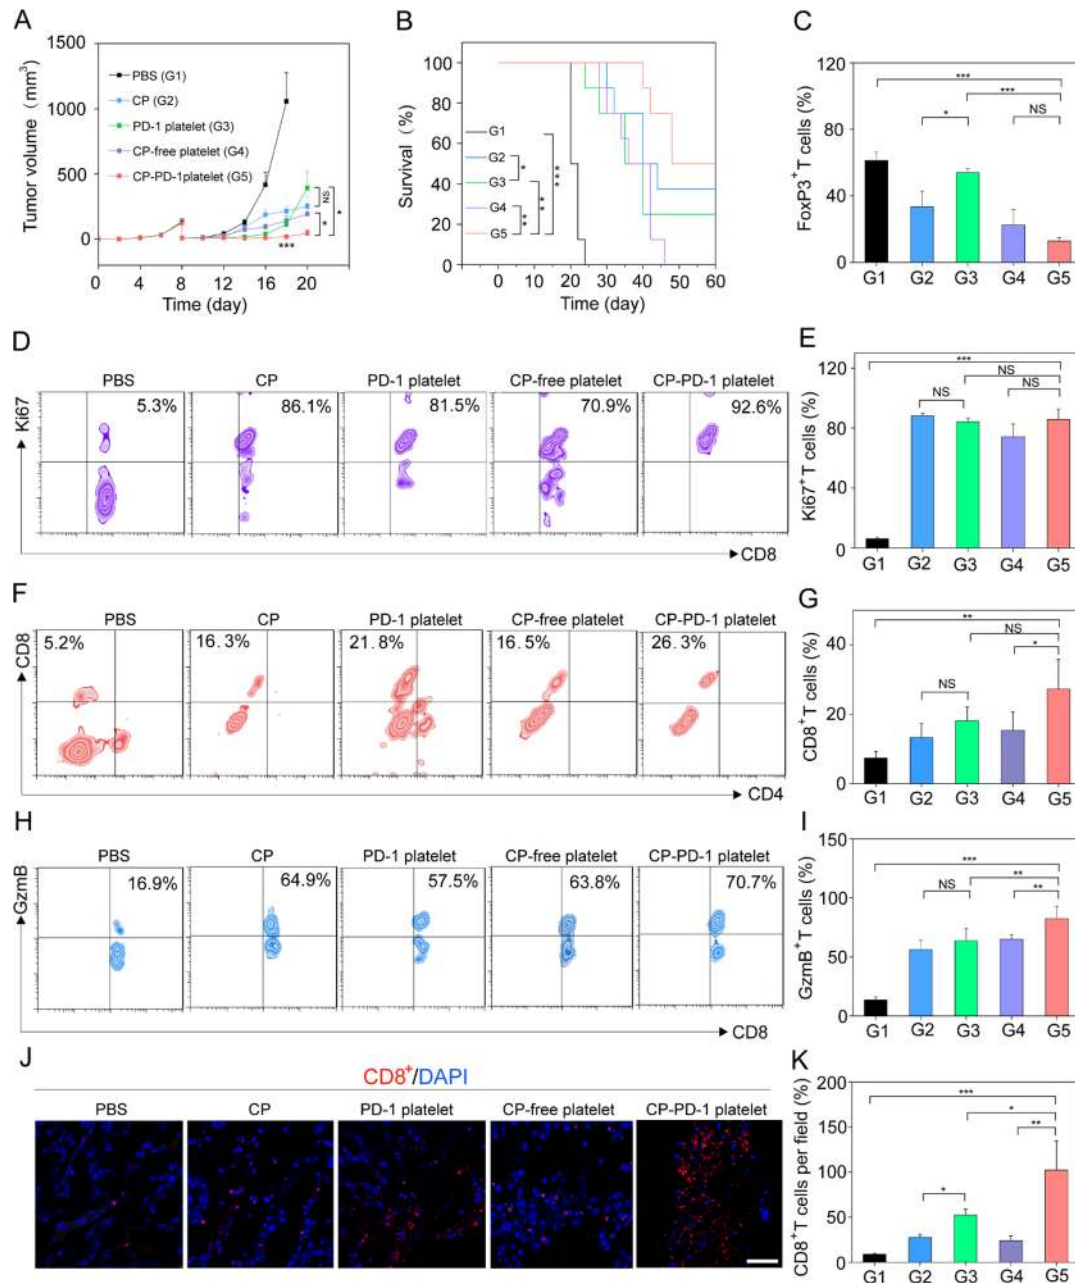 A
Tumor volume (mm³)
1500
1000
500
0
PBS (G1)
CP (G2)
PD-1 platelet (G3)
CP-free platelet (G4)
CP-PD-1platelet (G5)
NS
*
*
***
0 4 8 12 16 20
Time (day)
B
Survival (%)
100
80
60
40
20
0
G1
G2
G3
G4
G5
*
**
**
***
***
0 10 20 30 40 50 60
Time (day)
C
FoxP3⁺T cells (%)
120
80
40
0
***
***
*
NS
G1 G2 G3 G4 G5
D
PBS CP PD-1 platelet CP-free platelet CP-PD-1 platelet
Ki67
5.3% 86.1% 81.5% 70.9% 92.6%
CD8
E
Ki67⁺T cells (%)
120
80
40
0
***
NS
NS
NS
G1 G2 G3 G4 G5
F
PBS CP PD-1 platelet CP-free platelet CP-PD-1 platelet
CD8
5.2% 16.3% 21.8% 16.5% 26.3%
CD4
G
CD8⁺T cells (%)
40
20
0
**
NS
*
NS
G1 G2 G3 G4 G5
H
PBS CP PD-1 platelet CP-free platelet CP-PD-1 platelet
GzmB
16.9% 64.9% 57.5% 63.8% 70.7%
CD8
I
GzmB⁺T cells (%)
150
100
50
0
***
**
NS
**
G1 G2 G3 G4 G5
J
CD8⁺/DAPI
PBS CP PD-1 platelet CP-free platelet CP-PD-1 platelet
K
CD8⁺T cells per field (%)
200
150
100
50
0
***
*
**
*
G1 G2 G3 G4 G5